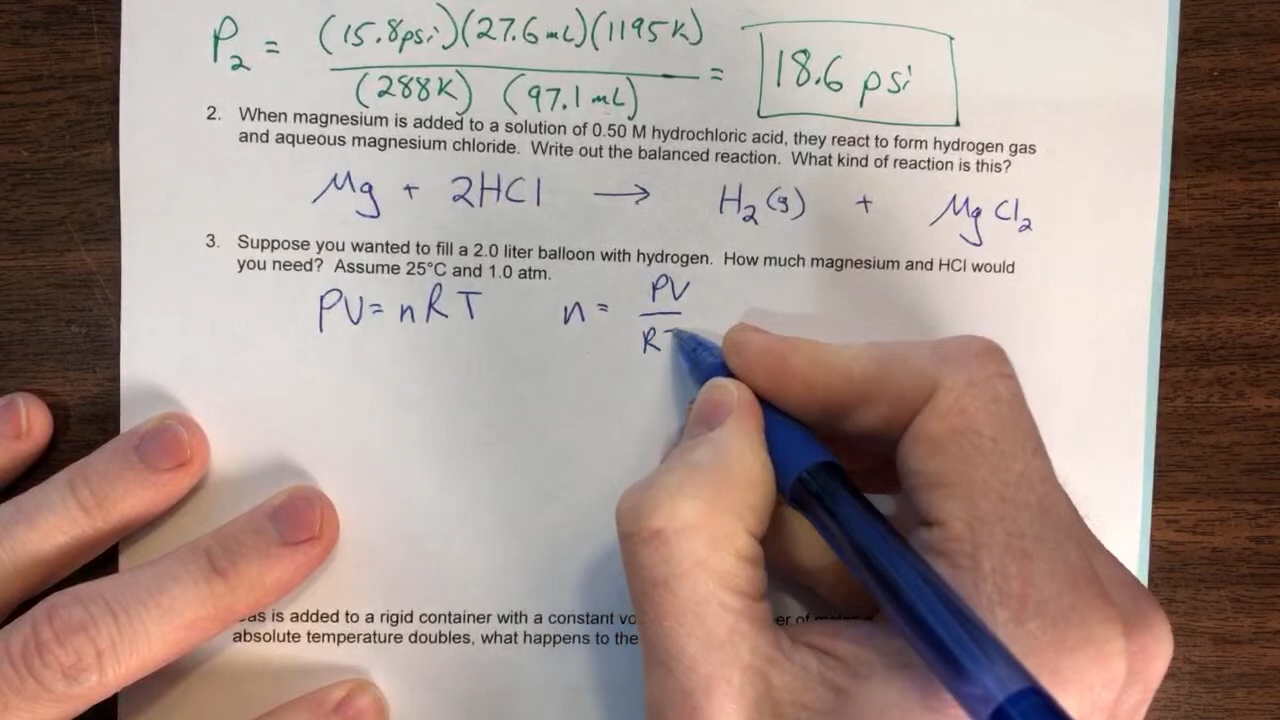 P₂ = (15.8psi)(27.6mL)(1195K) / (288K) (97.1mL) = 18.6 psi
2. When magnesium is added to a solution of 0.50 M hydrochloric acid, they react to form hydrogen gas
and aqueous magnesium chloride. Write out the balanced reaction. What kind of reaction is this?
Mg + 2HCl → H₂(g) + MgCl₂
3. Suppose you wanted to fill a 2.0 liter balloon with hydrogen. How much magnesium and HCl would
you need? Assume 25°C and 1.0 atm.
PV = nRT n = PV / RT
is added to a rigid container with a constant
absolute temperature doubles, what happens to the